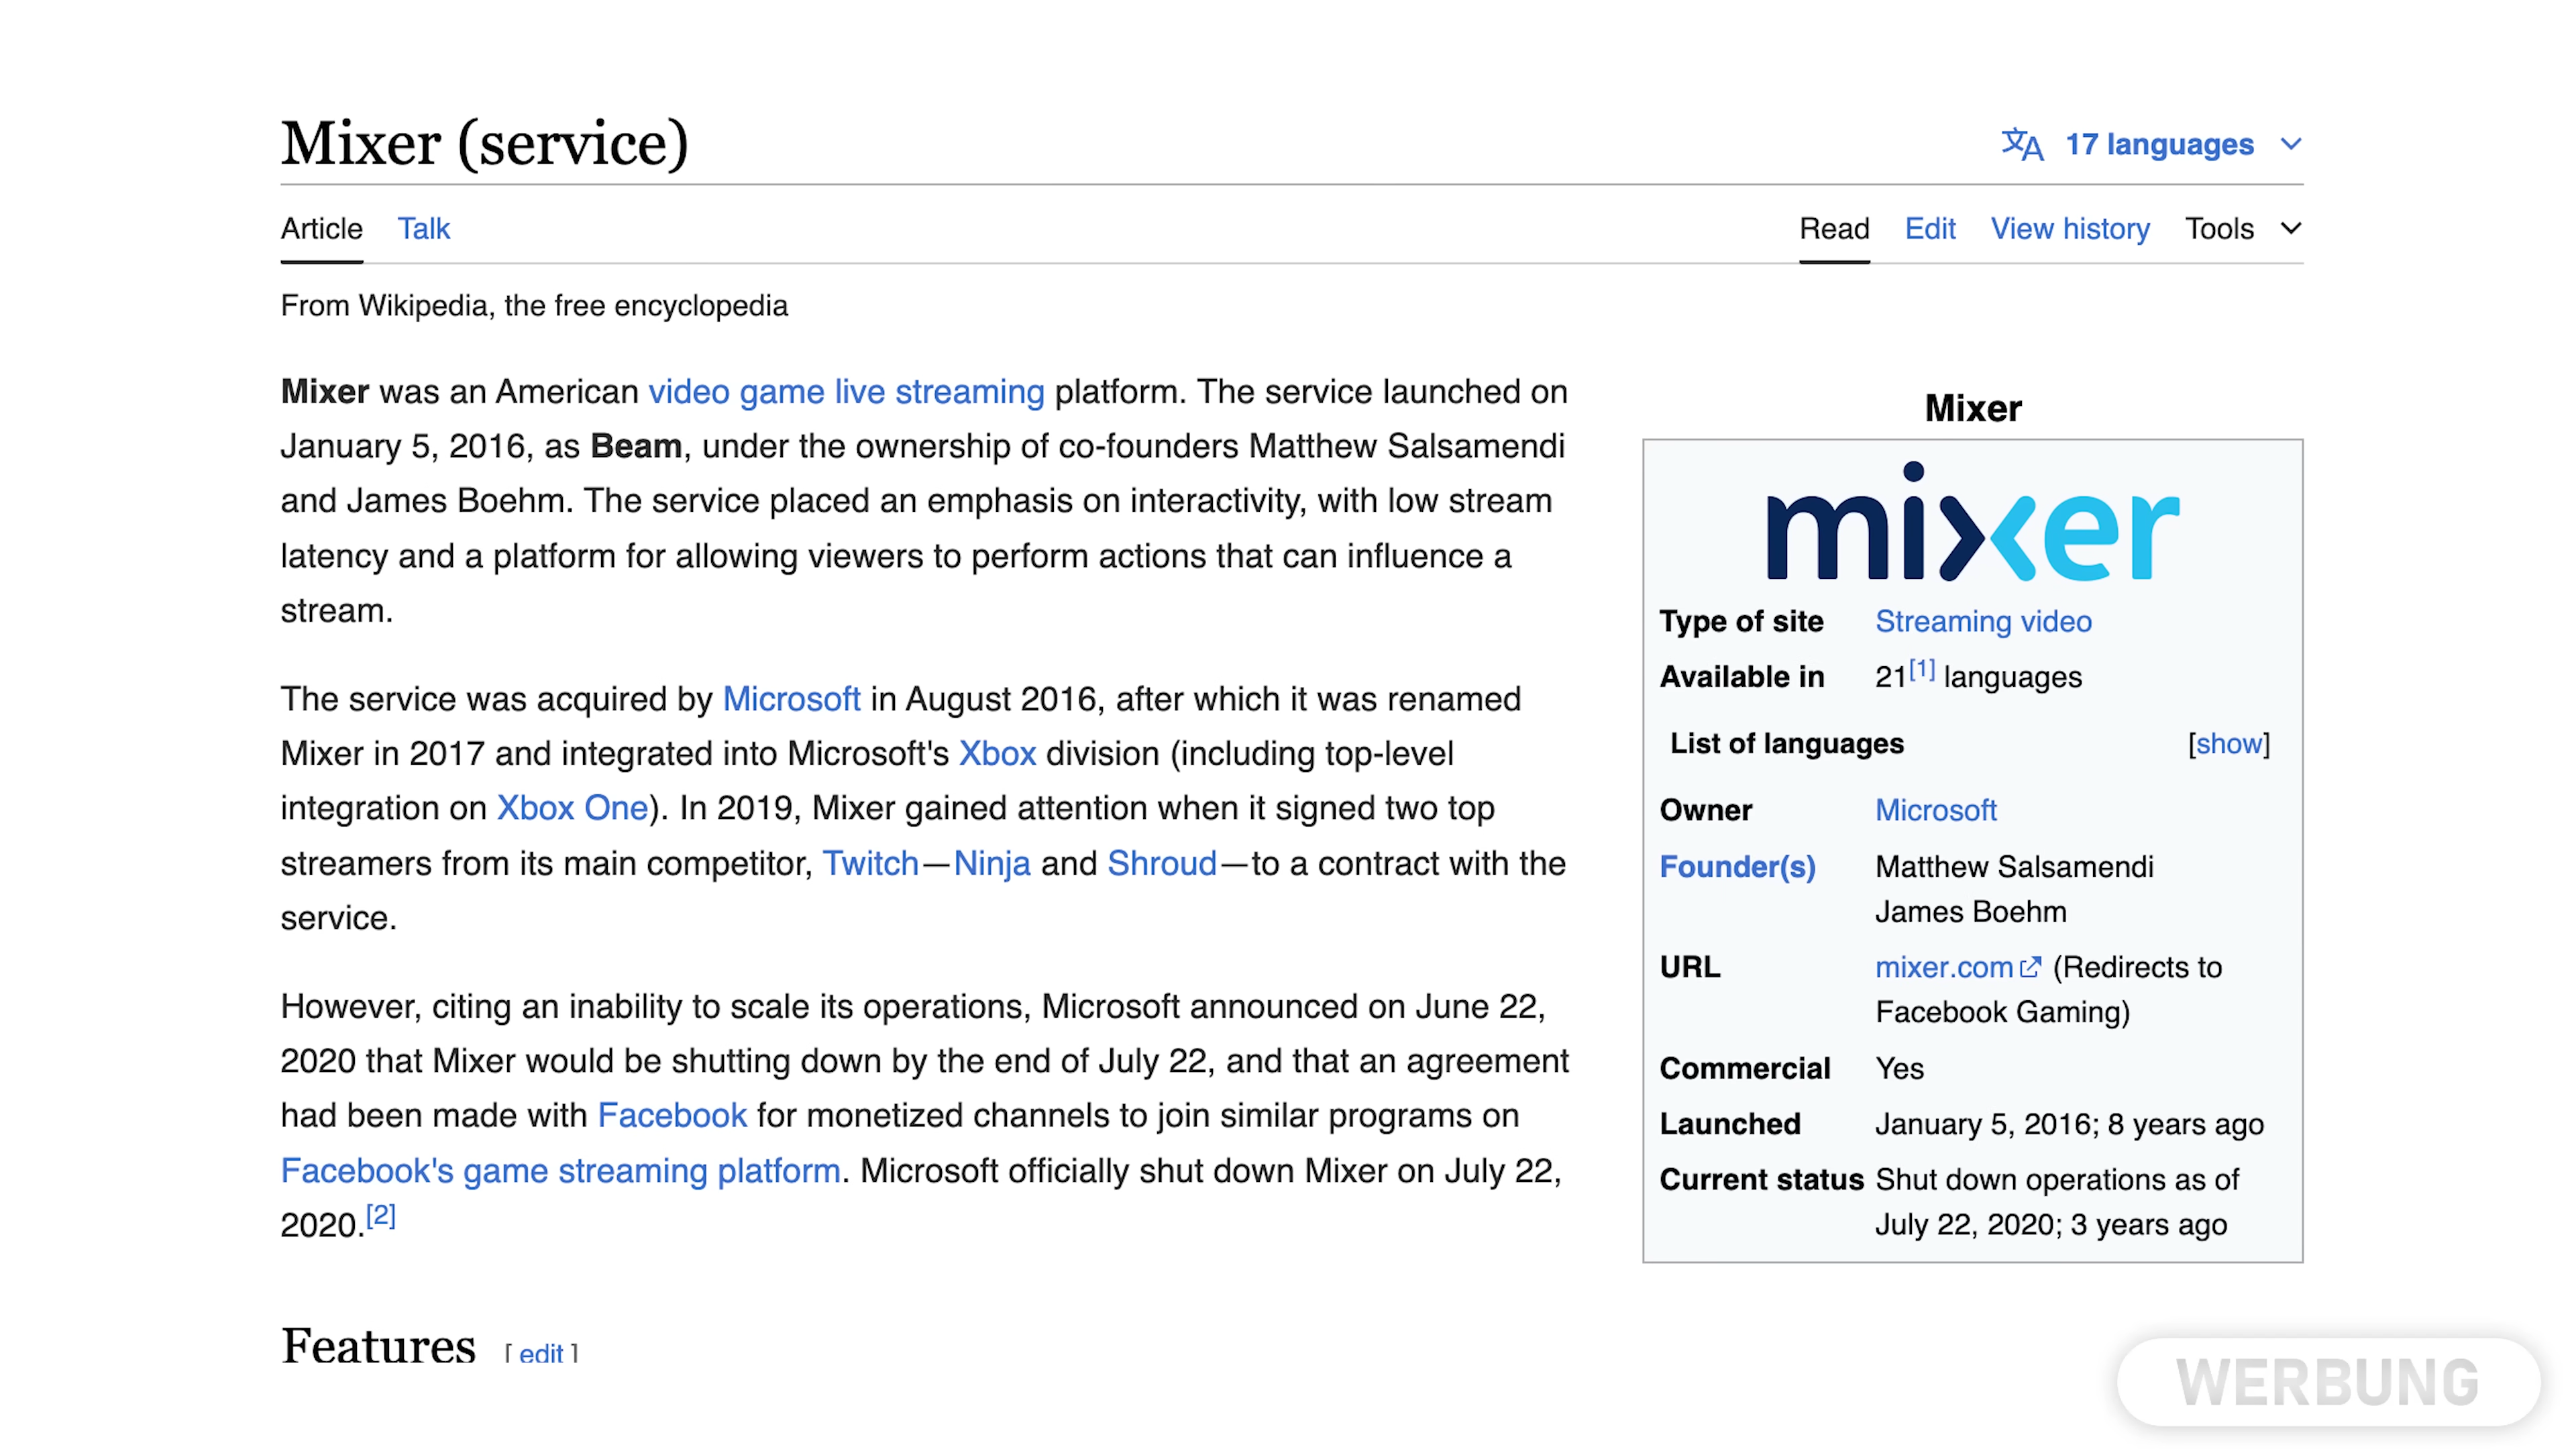 Mixer (service)
17 languages
Article Talk
Read Edit View history Tools
From Wikipedia, the free encyclopedia
Mixer was an American video game live streaming platform. The service launched on
January 5, 2016, as Beam, under the ownership of co-founders Matthew Salsamendi
and James Boehm. The service placed an emphasis on interactivity, with low stream
latency and a platform for allowing viewers to perform actions that can influence a
stream.
The service was acquired by Microsoft in August 2016, after which it was renamed
Mixer in 2017 and integrated into Microsoft's Xbox division (including top-level
integration on Xbox One). In 2019, Mixer gained attention when it signed two top
streamers from its main competitor, Twitch—Ninja and Shroud—to a contract with the
service.
However, citing an inability to scale its operations, Microsoft announced on June 22,
2020 that Mixer would be shutting down by the end of July 22, and that an agreement
had been made with Facebook for monetized channels to join similar programs on
Facebook's game streaming platform. Microsoft officially shut down Mixer on July 22,
2020.[2]
Mixer
mixer
Type of site Streaming video
Available in 21[1] languages
List of languages [show]
Owner Microsoft
Founder(s) Matthew Salsamendi
James Boehm
URL mixer.com (Redirects to
Facebook Gaming)
Commercial Yes
Launched January 5, 2016; 8 years ago
Current status Shut down operations as of
July 22, 2020; 3 years ago
Features [ edit ]
WERBUNG